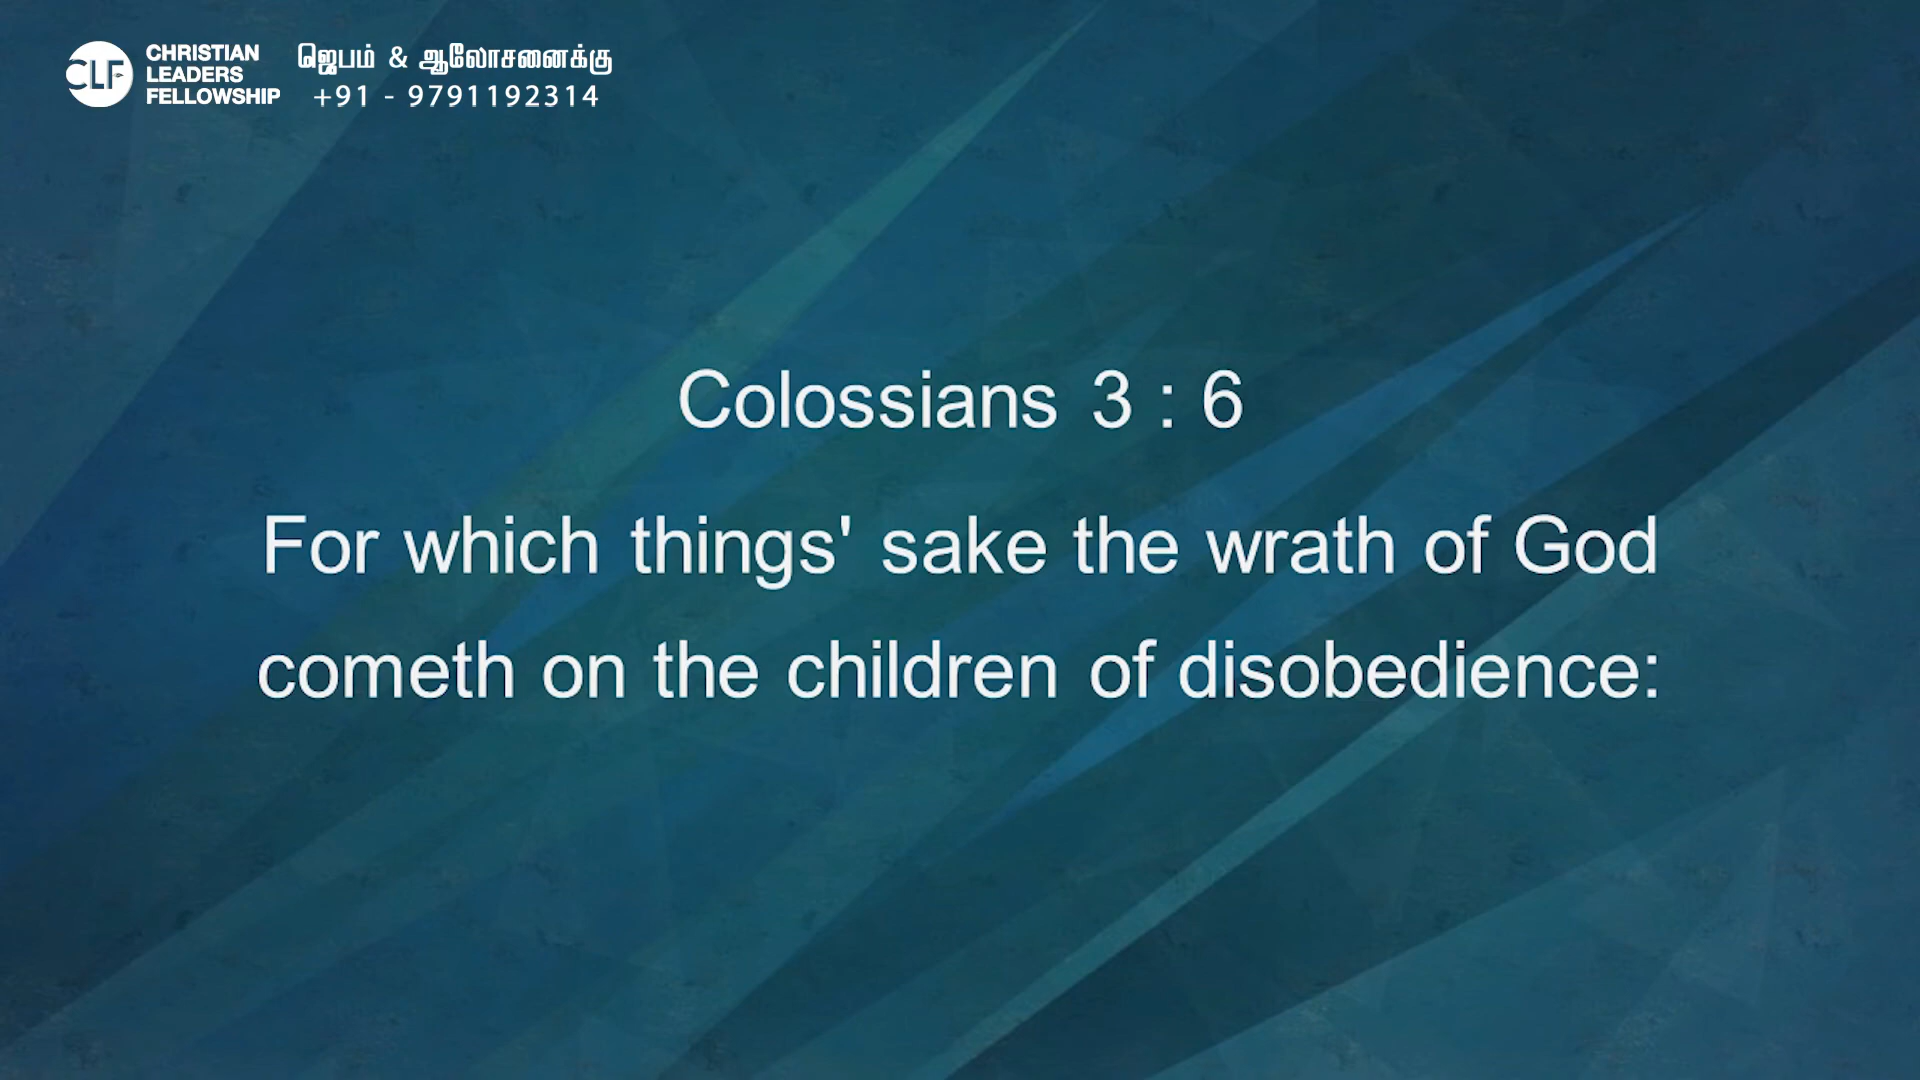 CLF
CHRISTIAN
LEADERS
FELLOWSHIP
ஜெபம் & ஆலோசனைக்கு
+91 - 9791192314
Colossians 3 : 6
For which things' sake the wrath of God
cometh on the children of disobedience: